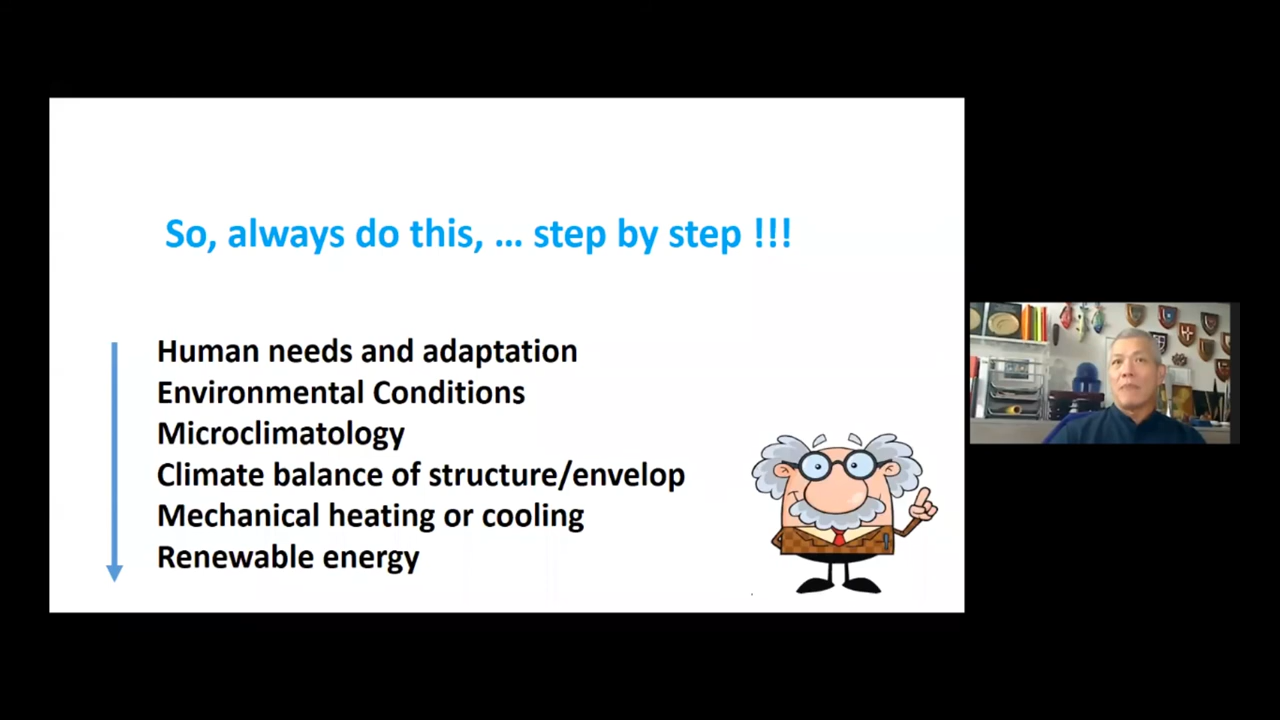 So, always do this, ... step by step !!!
Human needs and adaptation
Environmental Conditions
Microclimatology
Climate balance of structure/envelop
Mechanical heating or cooling
Renewable energy